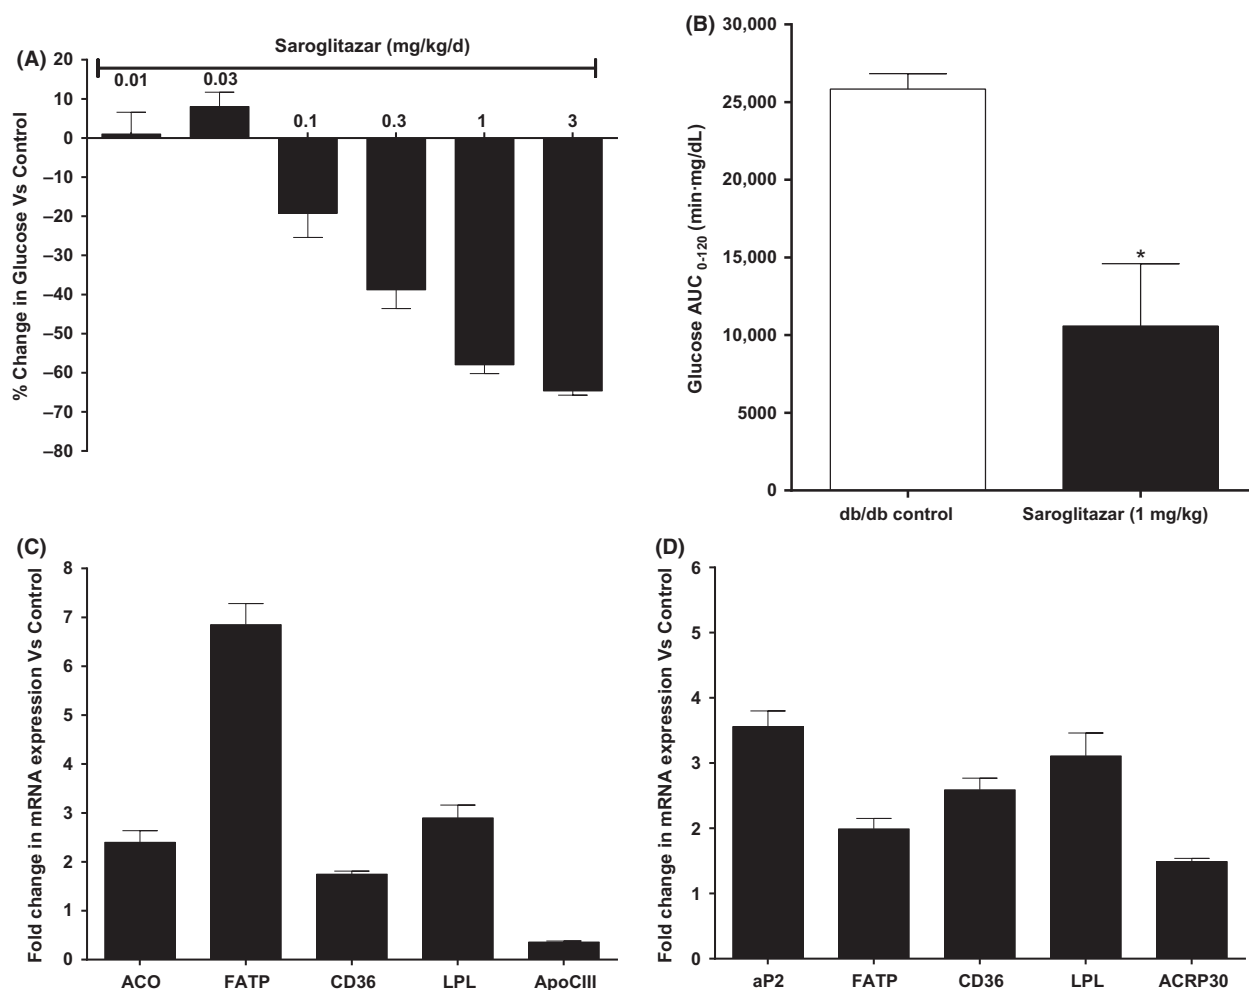 (A)
Saroglitazar (mg/kg/d)
% Change in Glucose Vs Control
20
10
0
–10
–20
–30
–40
–50
–60
–70
–80
0.01
0.03
0.1
0.3
1
3
(B)
Glucose AUC 0-120 (min·mg/dL)
30,000
25,000
20,000
15,000
10,000
5000
0
*
db/db control
Saroglitazar (1 mg/kg)
(C)
Fold change in mRNA expression Vs Control
8
7
6
5
4
3
2
1
0
ACO
FATP
CD36
LPL
ApoCIII
(D)
Fold change in mRNA expression Vs Control
6
5
4
3
2
1
0
aP2
FATP
CD36
LPL
ACRP30